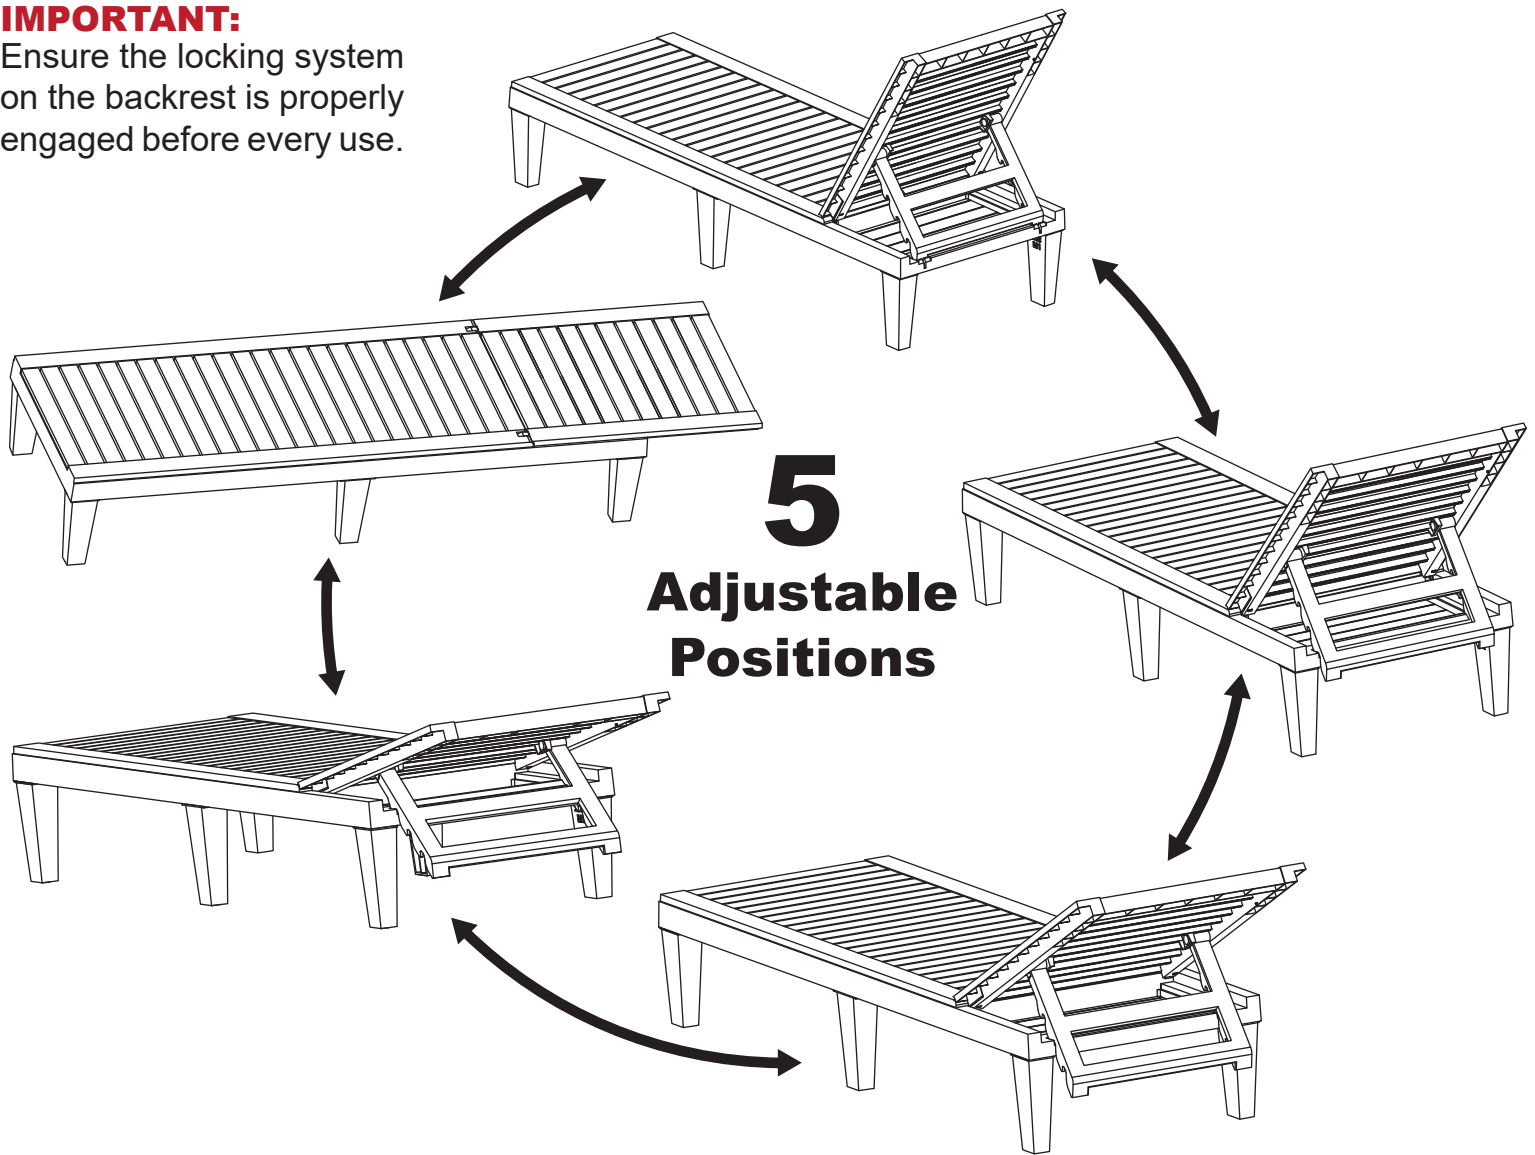 IMPORTANT:
Ensure the locking system
on the backrest is properly
engaged before every use.
5
Adjustable
Positions